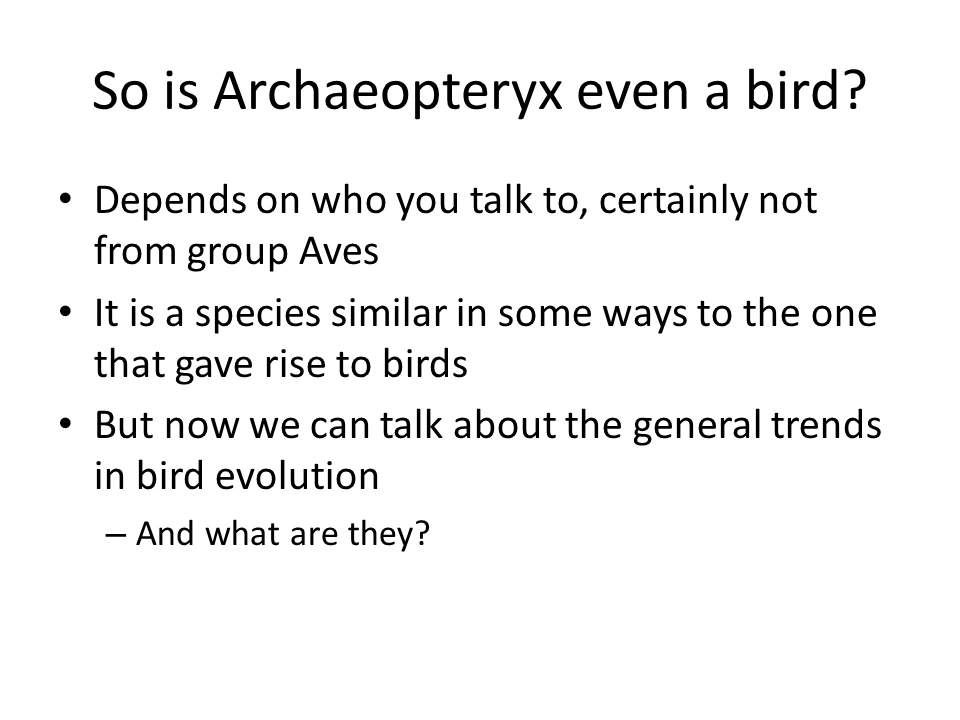 So is Archaeopteryx even a bird?
• Depends on who you talk to, certainly not
from group Aves
• It is a species similar in some ways to the one
that gave rise to birds
• But now we can talk about the general trends
in bird evolution
– And what are they?